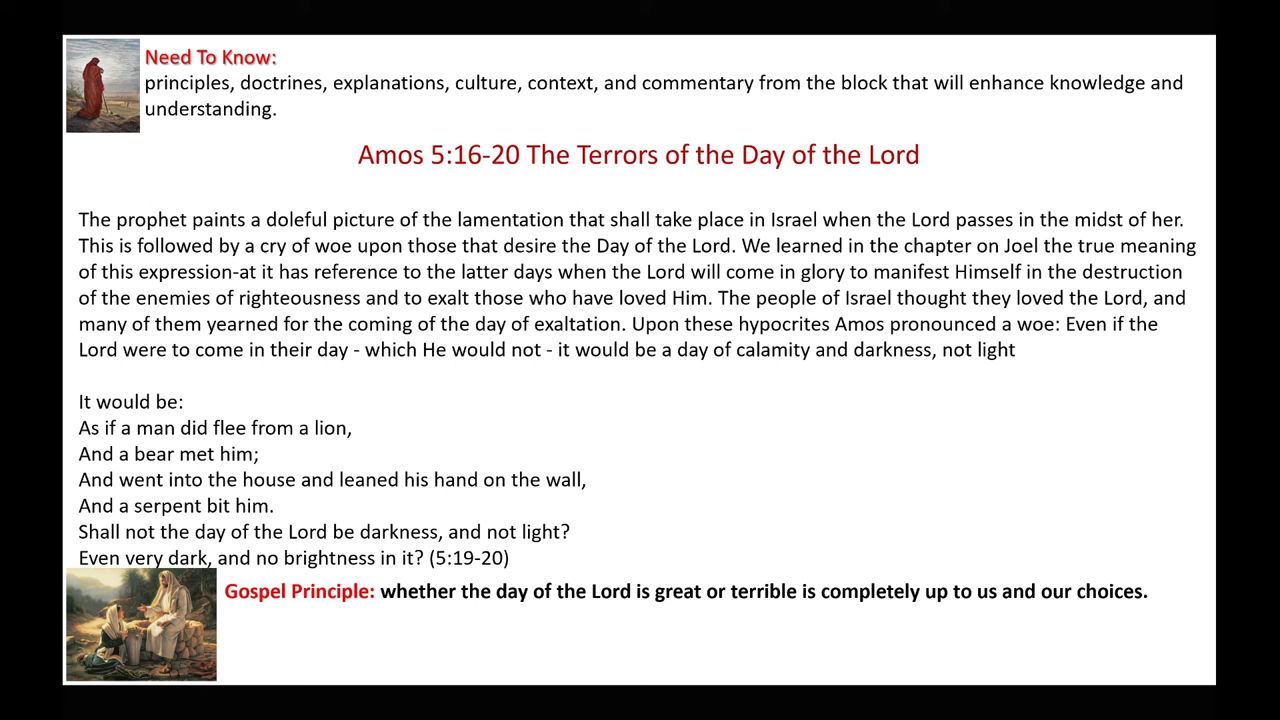 Need To Know:
principles, doctrines, explanations, culture, context, and commentary from the block that will enhance knowledge and
understanding.
Amos 5:16-20 The Terrors of the Day of the Lord
The prophet paints a doleful picture of the lamentation that shall take place in Israel when the Lord passes in the midst of her.
This is followed by a cry of woe upon those that desire the Day of the Lord. We learned in the chapter on Joel the true meaning
of this expression-at it has reference to the latter days when the Lord will come in glory to manifest Himself in the destruction
of the enemies of righteousness and to exalt those who have loved Him. The people of Israel thought they loved the Lord, and
many of them yearned for the coming of the day of exaltation. Upon these hypocrites Amos pronounced a woe: Even if the
Lord were to come in their day - which He would not - it would be a day of calamity and darkness, not light
It would be:
As if a man did flee from a lion,
And a bear met him;
And went into the house and leaned his hand on the wall,
And a serpent bit him.
Shall not the day of the Lord be darkness, and not light?
Even very dark, and no brightness in it? (5:19-20)
Gospel Principle: whether the day of the Lord is great or terrible is completely up to us and our choices.